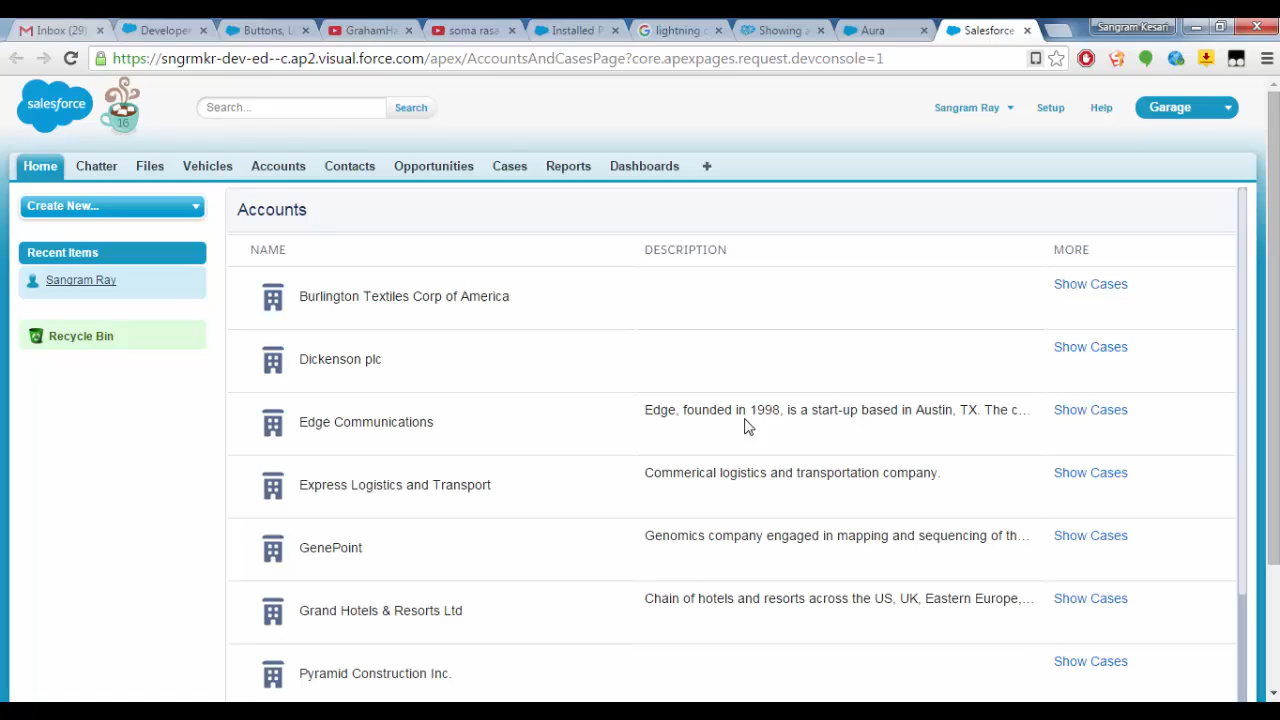 Inbox (29)
Developer
Buttons, L
GrahamHa
soma ras
Installed P
lightning c
Showing a
Aura
Salesforce
Sangram Kesari
https://sngrmkr-dev-ed--c.ap2.visual.force.com/apex/AccountsAndCasesPage?core.apexpages.request.devconsole=1
salesforce
16
Search...
Search
Sangram Ray
Setup
Help
Garage
Home
Chatter
Files
Vehicles
Accounts
Contacts
Opportunities
Cases
Reports
Dashboards
+
Create New...
Recent Items
Sangram Ray
Recycle Bin
Accounts
NAME DESCRIPTION MORE
Burlington Textiles Corp of America Show Cases
Dickenson plc Show Cases
Edge Communications Edge, founded in 1998, is a start-up based in Austin, TX. The c... Show Cases
Express Logistics and Transport Commerical logistics and transportation company. Show Cases
GenePoint Genomics company engaged in mapping and sequencing of th... Show Cases
Grand Hotels & Resorts Ltd Chain of hotels and resorts across the US, UK, Eastern Europe,... Show Cases
Pyramid Construction Inc. Show Cases